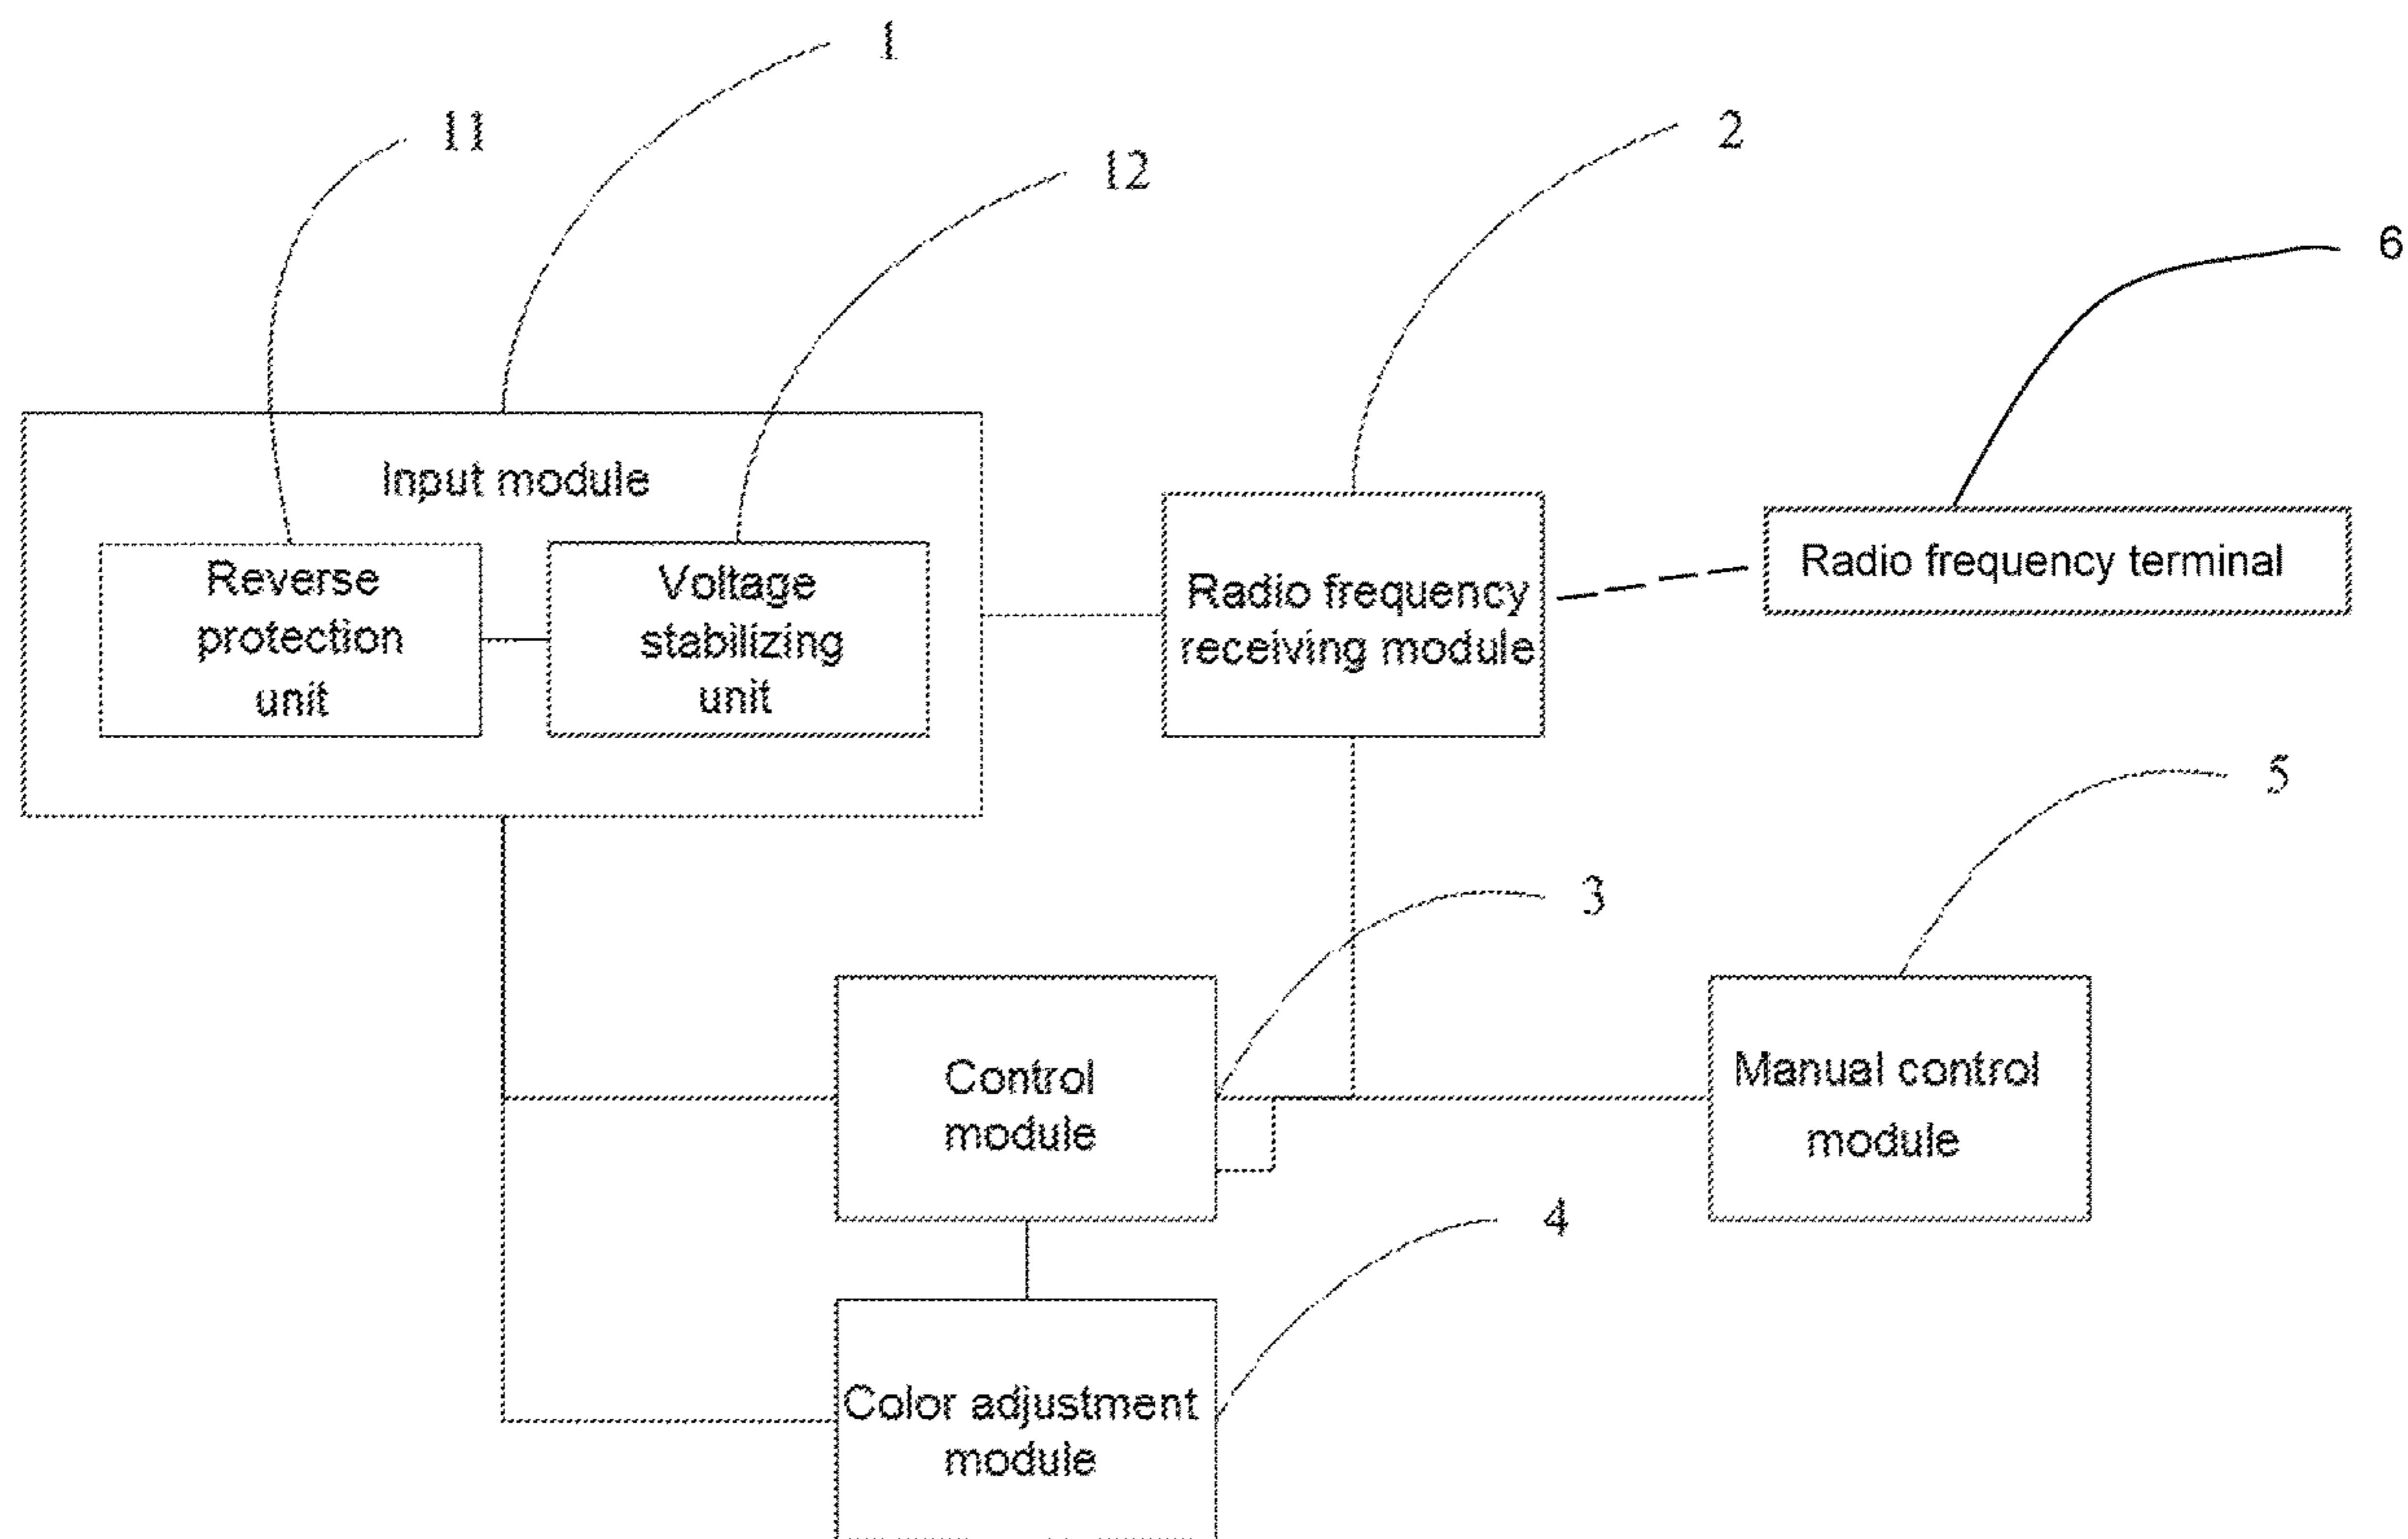 1
11
12
2
6
Input module
Reverse
protection
unit
Voltage
stabilizing
unit
Radio frequency
receiving module
Radio frequency terminal
5
3
Control
module
Manual control
module
4
Color adjustment
module